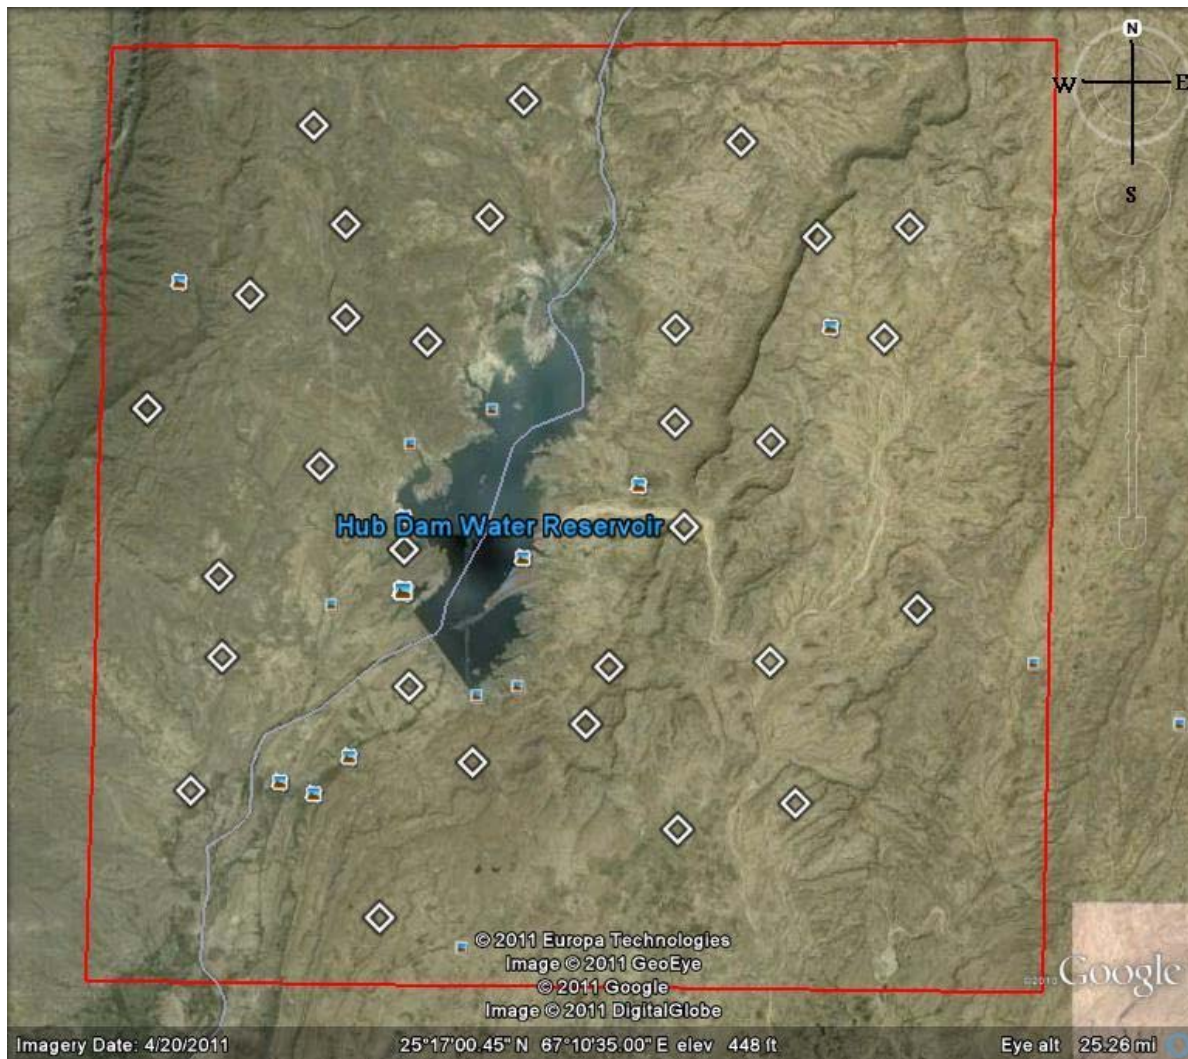 N
W E
S
Hub Dam Water Reservoir
© 2011 Europa Technologies
Image © 2011 GeoEye
© 2011 Google
Image © 2011 DigitalGlobe
©2010 Google
Imagery Date: 4/20/2011 25°17'00.45" N 67°10'35.00" E elev 448 ft Eye alt 25.26 mi